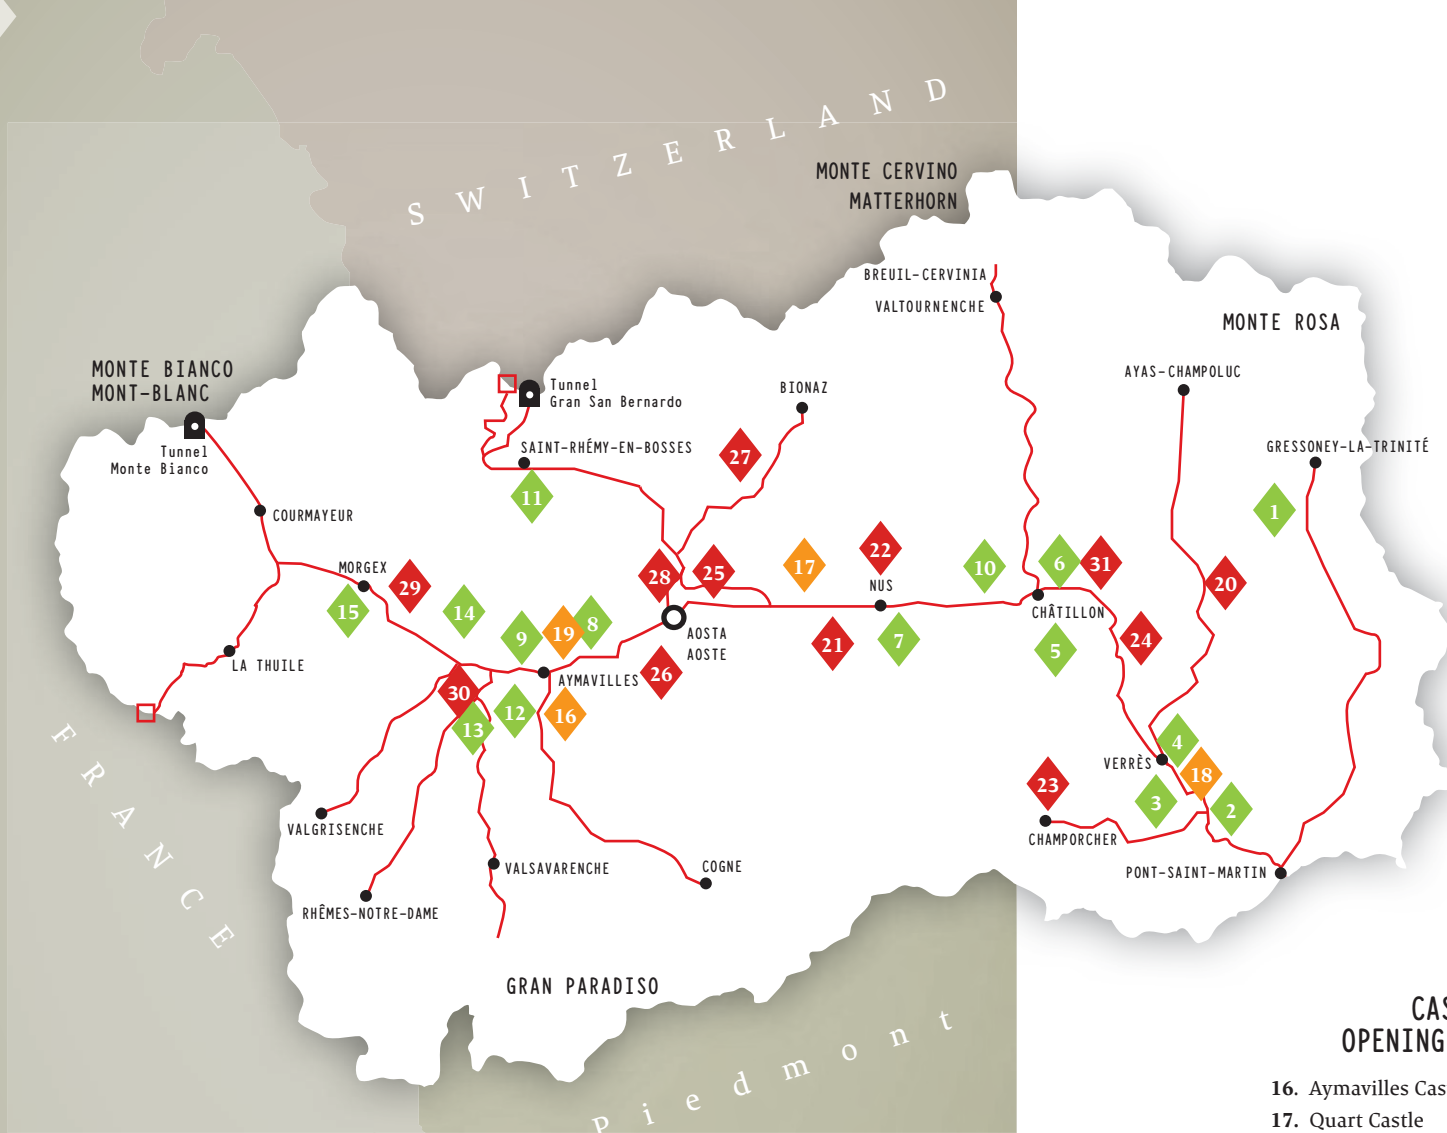 SWITZERLAND
MONTE CERVINO
MATTERHORN
BREUIL-CERVINIA
VALTOURNENCHE
MONTE ROSA
MONTE BIANCO
MONT-BLANC
Tunnel
Monte Bianco
Tunnel
Gran San Bernardo
BIONAZ
AYAS-CHAMPOLUC
SAINT-RHÉMY-EN-BOSSES
GRESSONEY-LA-TRINITÉ
27
11
1
COURMAYEUR
MORGEX
29
15
14
28
25
17
22
NUS
10
6
31
20
CHÂTILLON
9
19
8
AOSTA
AOSTE
21
7
5
24
LA THUILE
AYMAVILLES
26
30
13
12
16
4
VERRÈS
18
3
2
23
CHAMPORCHER
FRANCE
VALGRISENCHE
VALSAVARENCHE
COGNE
PONT-SAINT-MARTIN
RHÊMES-NOTRE-DAME
GRAN PARADISO
Piedmont
CAS
OPENING
16. Aymavilles Cas
17. Quart Castle